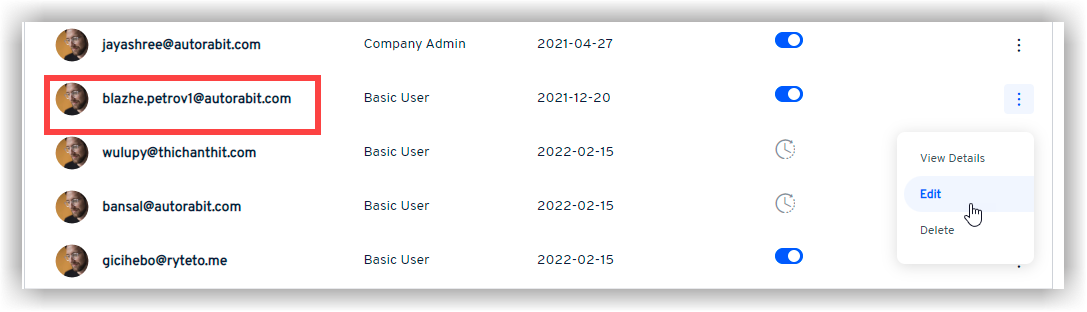 jayashree@autorabit.com Company Admin 2021-04-27
blazhe.petrov1@autorabit.com Basic User 2021-12-20
wulupy@thichanthit.com Basic User 2022-02-15
View Details
bansal@autorabit.com Basic User 2022-02-15
Edit
Delete
gicihebo@ryteto.me Basic User 2022-02-15